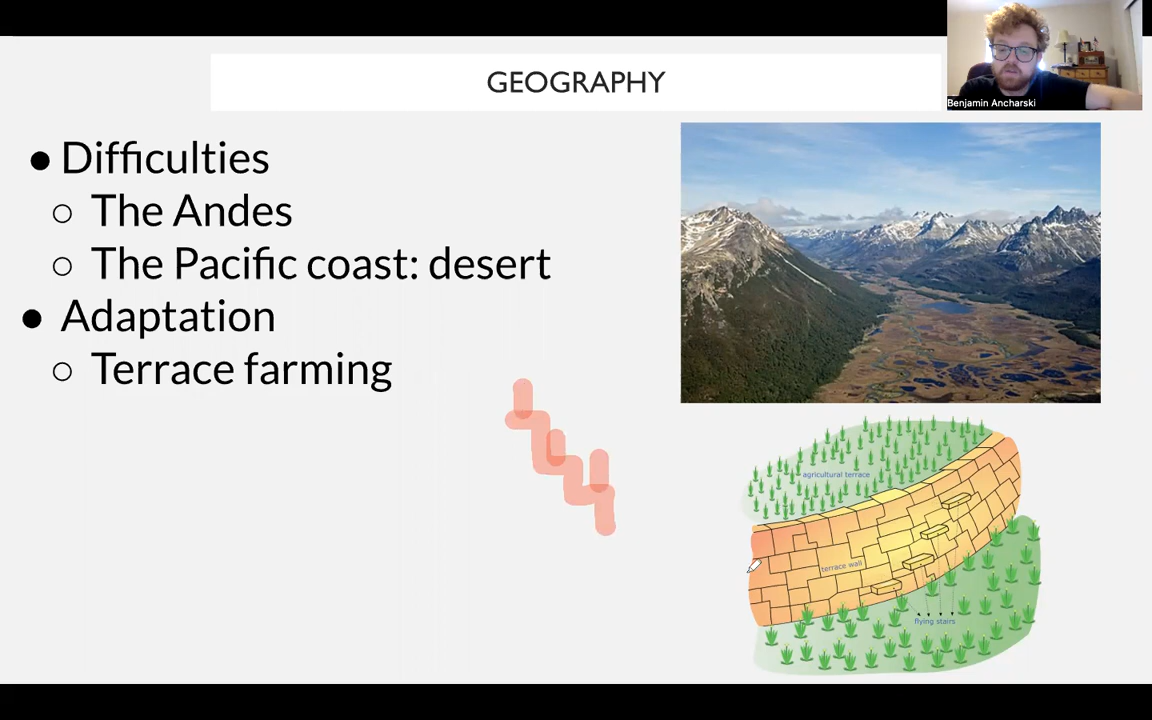 GEOGRAPHY
Benjamin Ancharski
● Difficulties
○ The Andes
○ The Pacific coast: desert
● Adaptation
○ Terrace farming
agricultural terrace
terrace wall
flying stairs